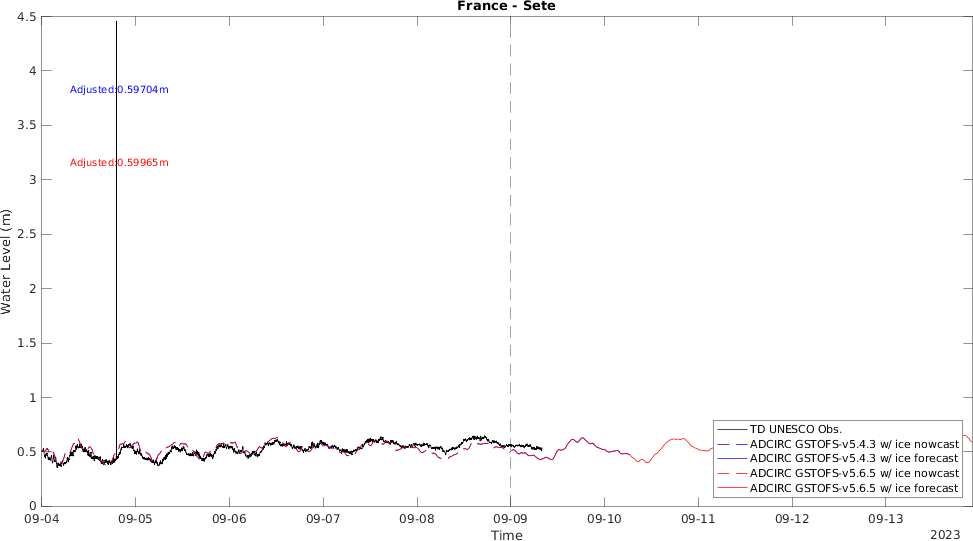 France - Sete
4.5
4
3.5
3
2.5
2
1.5
1
0.5
0
Water Level (m)
Adjusted:0.59704m
Adjusted:0.59965m
TD UNESCO Obs.
ADCIRC GSTOFS-v5.4.3 w/ ice nowcast
ADCIRC GSTOFS-v5.4.3 w/ ice forecast
ADCIRC GSTOFS-v5.6.5 w/ ice nowcast
ADCIRC GSTOFS-v5.6.5 w/ ice forecast
09-04 09-05 09-06 09-07 09-08 09-09 09-10 09-11 09-12 09-13
Time
2023